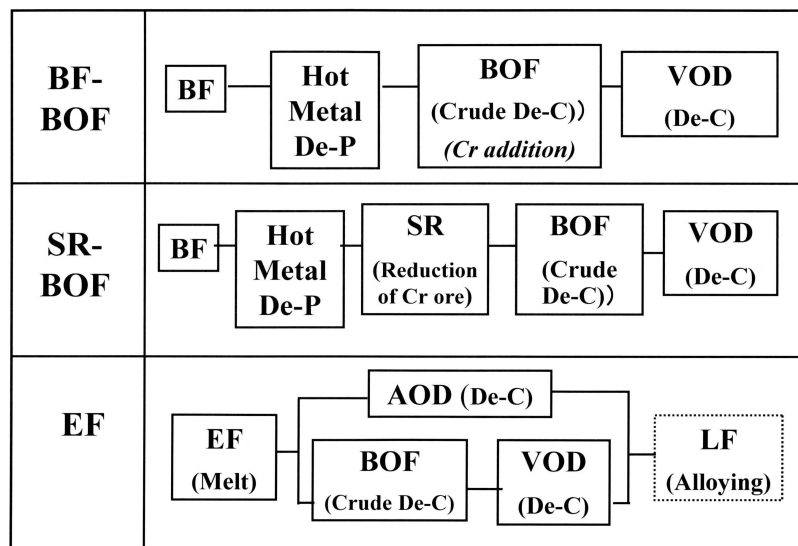 BF-
BOF
BF
Hot
Metal
De-P
BOF
(Crude De-C)）
(Cr addition)
VOD
(De-C)
SR-
BOF
BF
Hot
Metal
De-P
SR
(Reduction
of Cr ore)
BOF
(Crude
De-C)）
VOD
(De-C)
EF
EF
(Melt)
AOD (De-C)
BOF
(Crude De-C)
VOD
(De-C)
LF
(Alloying)